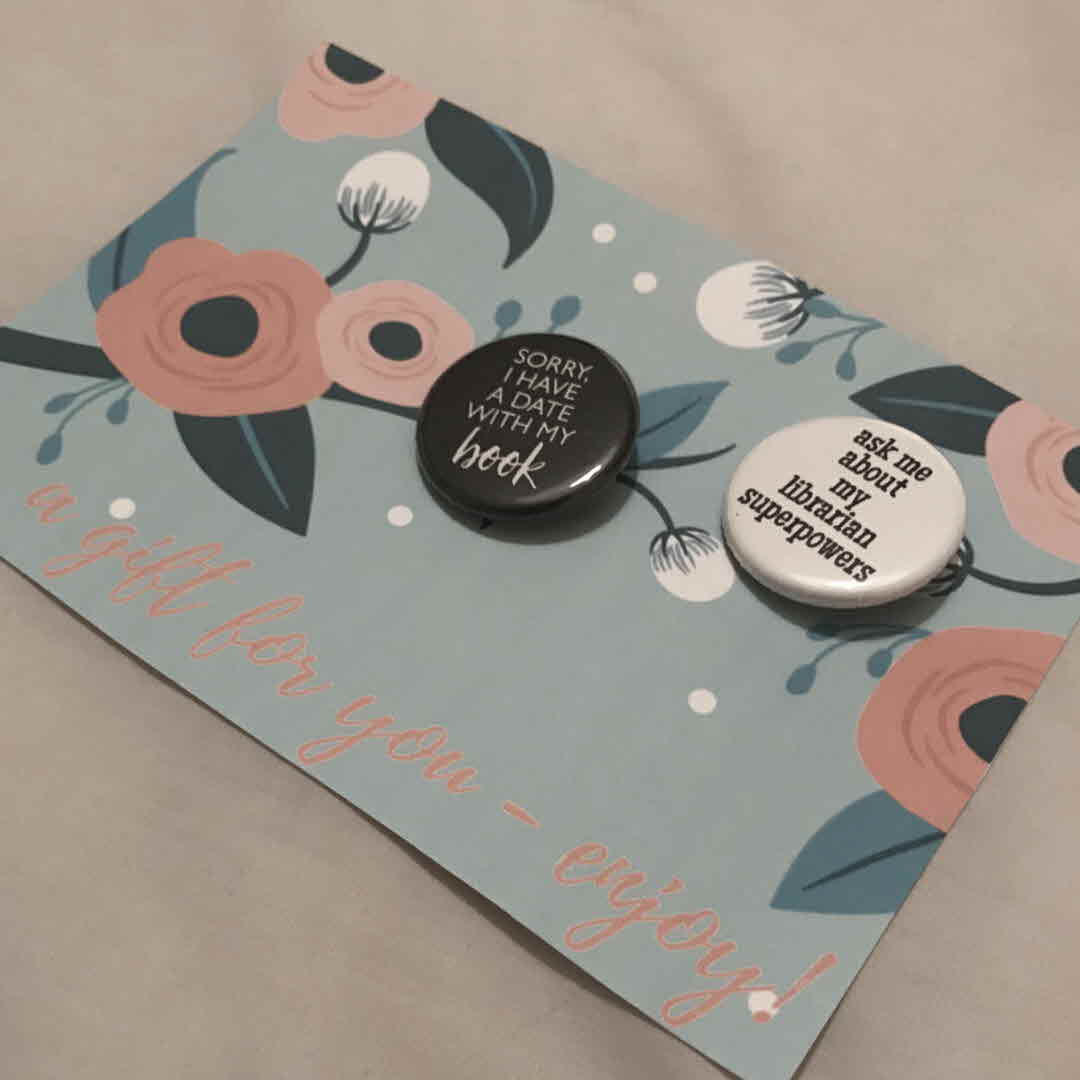 SORRY,
I HAVE
A DATE
WITH MY
book
ask me
about
my
librarian
superpowers
a gift for you - enjoy!